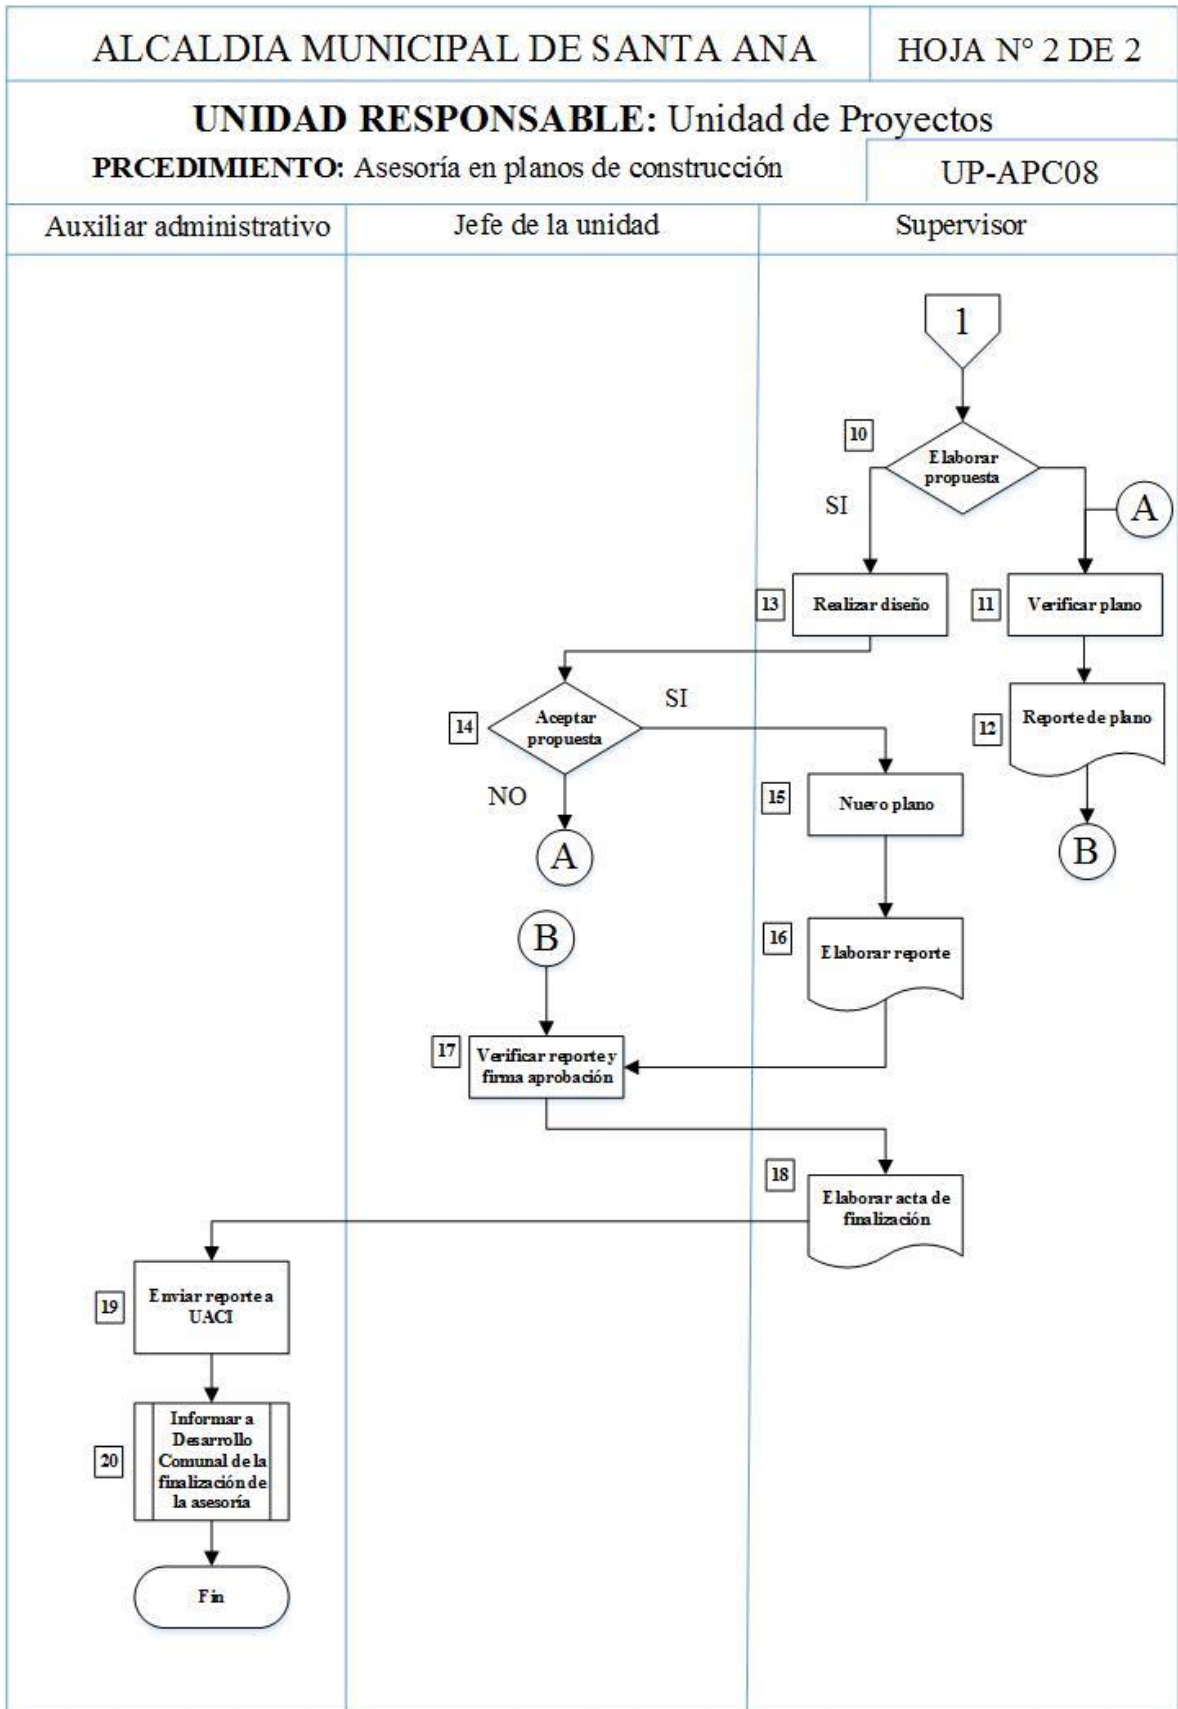 ALCALDIA MUNICIPAL DE SANTA ANA
HOJA N° 2 DE 2
UNIDAD RESPONSABLE: Unidad de Proyectos
PRCEDIMIENTO: Asesoría en planos de construcción
UP-APC08
Auxiliar administrativo
Jefe de la unidad
Supervisor
1
10
Elaborar
propuesta
SI
A
13
Realizar diseño
11
Verificar plano
14
Aceptar
propuesta
SI
12
Reporte de plano
NO
15
Nuevo plano
A
B
B
16
Elaborar reporte
17
Verificar reporte y
firma aprobación
18
Elaborar acta de
finalización
19
Enviar reporte a
UACI
20
Informar a
Desarrollo
Comunal de la
finalización de
la asesoría
Fin